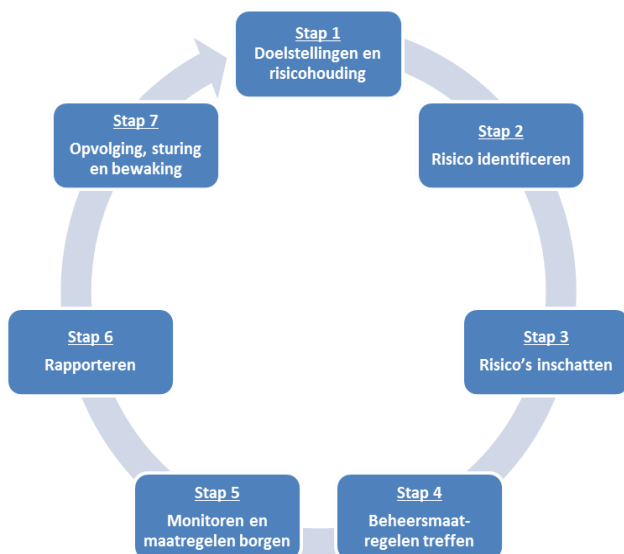 Stap 1
Doelstellingen en
risicohouding
Stap 2
Risico identificeren
Stap 3
Risico's inschatten
Stap 4
Beheersmaat-
regelen treffen
Stap 5
Monitoren en
maatregelen borgen
Stap 6
Rapporteren
Stap 7
Opvolging, sturing
en bewaking